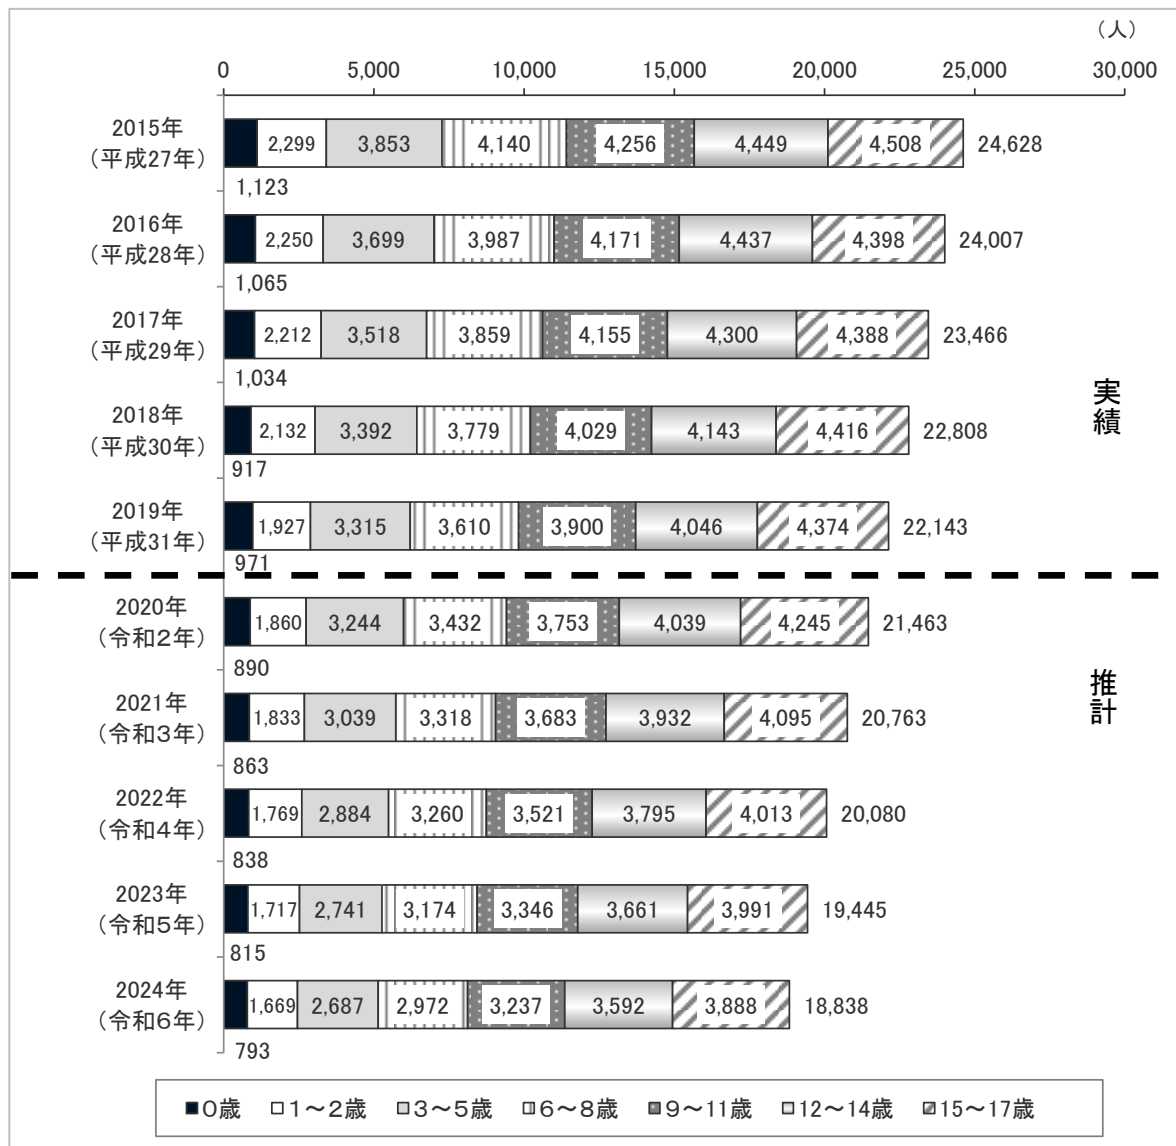 （人）
0 5,000 10,000 15,000 20,000 25,000 30,000
2015年
（平成27年）
2,299 3,853 4,140 4,256 4,449 4,508 24,628
1,123
2016年
（平成28年）
2,250 3,699 3,987 4,171 4,437 4,398 24,007
1,065
2017年
（平成29年）
2,212 3,518 3,859 4,155 4,300 4,388 23,466
1,034
2018年
（平成30年）
2,132 3,392 3,779 4,029 4,143 4,416 22,808
917
2019年
（平成31年）
1,927 3,315 3,610 3,900 4,046 4,374 22,143
971
実績
2020年
（令和２年）
1,860 3,244 3,432 3,753 4,039 4,245 21,463
890
2021年
（令和３年）
1,833 3,039 3,318 3,683 3,932 4,095 20,763
863
2022年
（令和４年）
1,769 2,884 3,260 3,521 3,795 4,013 20,080
838
2023年
（令和５年）
1,717 2,741 3,174 3,346 3,661 3,991 19,445
815
2024年
（令和６年）
1,669 2,687 2,972 3,237 3,592 3,888 18,838
793
推計
０歳 １～２歳 ３～５歳 ６～８歳 ９～11歳 12～14歳 15～17歳